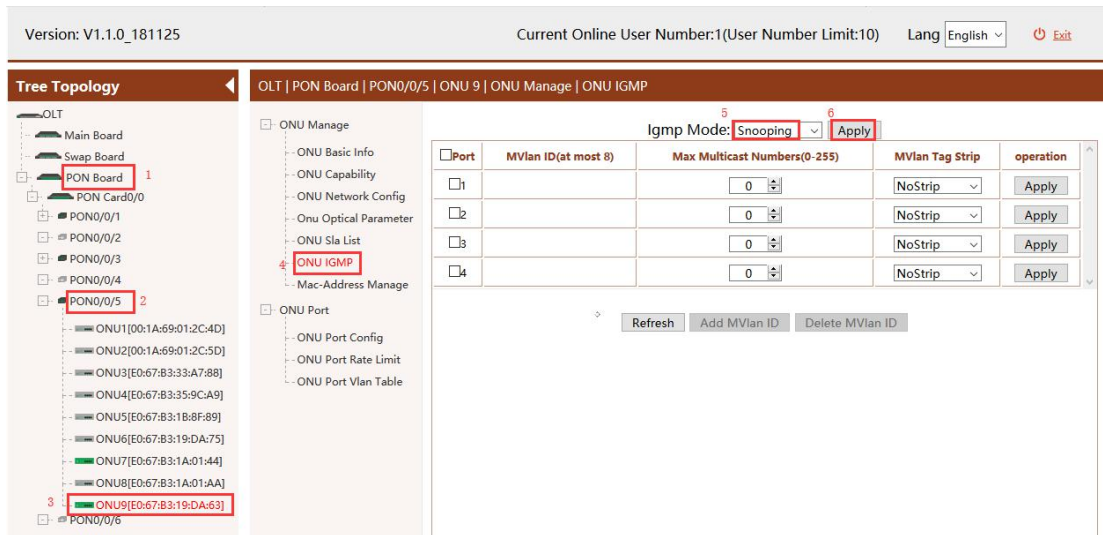 Version: V1.1.0_181125 Current Online User Number:1(User Number Limit:10) Lang English Exit
Tree Topology
OLT
Main Board
Swap Board
PON Board 1
PON Card0/0
PON0/0/1
PON0/0/2
PON0/0/3
PON0/0/4
PON0/0/5 2
ONU1[00:1A:69:01:2C:4D]
ONU2[00:1A:69:01:2C:5D]
ONU3[E0:67:B3:33:A7:88]
ONU4[E0:67:B3:35:9C:A9]
ONU5[E0:67:B3:1B:8F:89]
ONU6[E0:67:B3:19:DA:75]
ONU7[E0:67:B3:1A:01:44]
ONU8[E0:67:B3:1A:01:AA]
3 ONU9[E0:67:B3:19:DA:63]
PON0/0/6
OLT | PON Board | PON0/0/5 | ONU 9 | ONU Manage | ONU IGMP
ONU Manage
ONU Basic Info
ONU Capability
ONU Network Config
Onu Optical Parameter
ONU Sla List
4 ONU IGMP
Mac-Address Manage
ONU Port
ONU Port Config
ONU Port Rate Limit
ONU Port Vlan Table
5 6
Igmp Mode: Snooping Apply
Port MVlan ID(at most 8) Max Multicast Numbers(0-255) MVlan Tag Strip operation
1 0 NoStrip Apply
2 0 NoStrip Apply
3 0 NoStrip Apply
4 0 NoStrip Apply
Refresh Add MVlan ID Delete MVlan ID